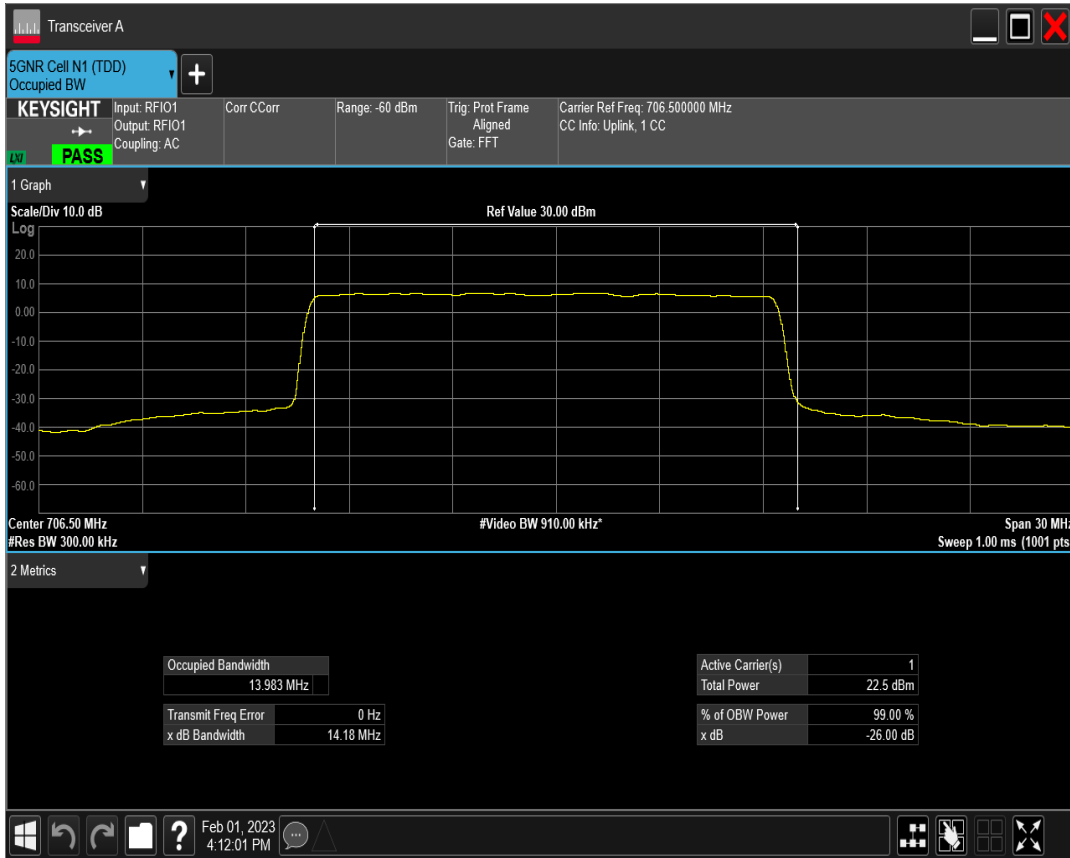 Transceiver A
5GNR Cell N1 (TDD)
Occupied BW
KEYSIGHT
LXI
PASS
Input: RFIO1
Output: RFIO1
Coupling: AC
Corr CCorr
Range: -60 dBm
Trig: Prot Frame
Aligned
Gate: FFT
Carrier Ref Freq: 706.500000 MHz
CC Info: Uplink, 1 CC
1 Graph
Scale/Div 10.0 dB
Ref Value 30.00 dBm
Log
20.0
10.0
0.00
-10.0
-20.0
-30.0
-40.0
-50.0
-60.0
Center 706.50 MHz
#Video BW 910.00 kHz*
Span 30 MHz
#Res BW 300.00 kHz
Sweep 1.00 ms (1001 pts
2 Metrics
Occupied Bandwidth
13.983 MHz
Transmit Freq Error 0 Hz
x dB Bandwidth 14.18 MHz
Active Carrier(s) 1
Total Power 22.5 dBm
% of OBW Power 99.00 %
x dB -26.00 dB
?
Feb 01, 2023
4:12:01 PM